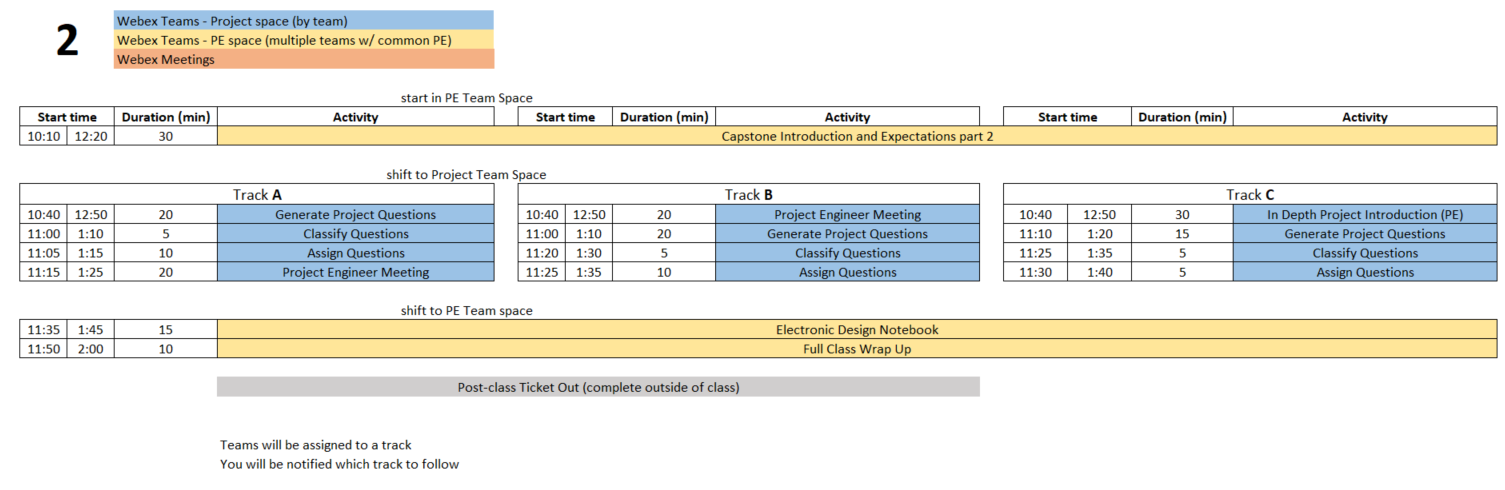 2
Webex Teams - Project space (by team)
Webex Teams - PE space (multiple teams w/ common PE)
Webex Meetings
start in PE Team Space
Start time Duration (min) Activity Start time Duration (min) Activity Start time Duration (min) Activity
10:10 12:20 30 Capstone Introduction and Expectations part 2
shift to Project Team Space
Track A Track B Track C
10:40 12:50 20 Generate Project Questions 10:40 12:50 20 Project Engineer Meeting 10:40 12:50 30 In Depth Project Introduction (PE)
11:00 1:10 5 Classify Questions 11:00 1:10 20 Generate Project Questions 11:10 1:20 15 Generate Project Questions
11:05 1:15 10 Assign Questions 11:20 1:30 5 Classify Questions 11:25 1:35 5 Classify Questions
11:15 1:25 20 Project Engineer Meeting 11:25 1:35 10 Assign Questions 11:30 1:40 5 Assign Questions
shift to PE Team space
11:35 1:45 15 Electronic Design Notebook
11:50 2:00 10 Full Class Wrap Up
Post-class Ticket Out (complete outside of class)
Teams will be assigned to a track
You will be notified which track to follow